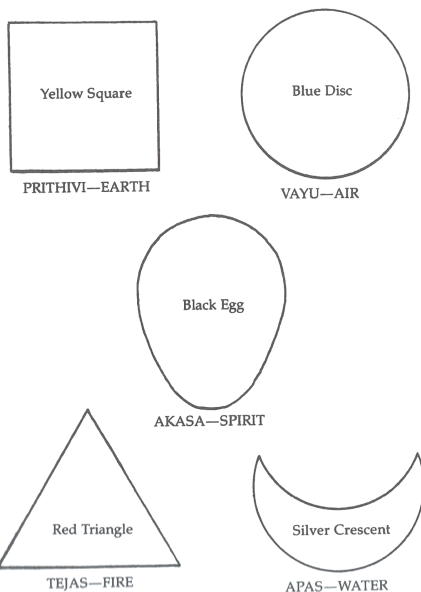 Yellow Square
Blue Disc
PRITHIVI—EARTH
VAYU—AIR
Black Egg
AKASA—SPIRIT
Red Triangle
Silver Crescent
TEJAS—FIRE
APAS—WATER